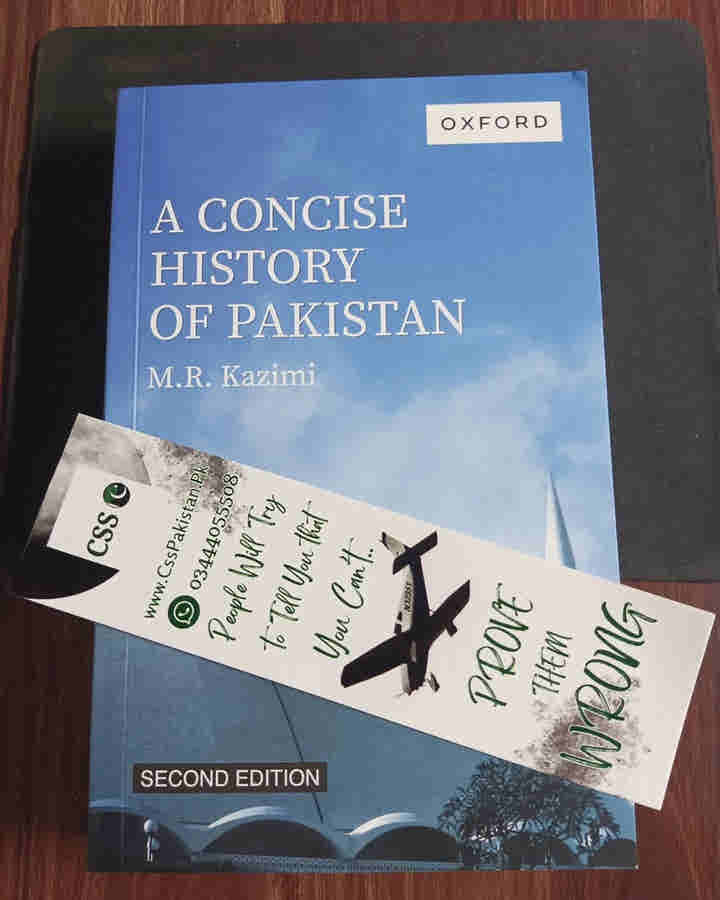 OXFORD
A CONCISE
HISTORY
OF PAKISTAN
M.R. Kazimi
CSS
www.CssPakistan.Pk
03444055508
People Will Try
to Tell You that
You Can't..
PROVE
THEM
WRONG
SECOND EDITION